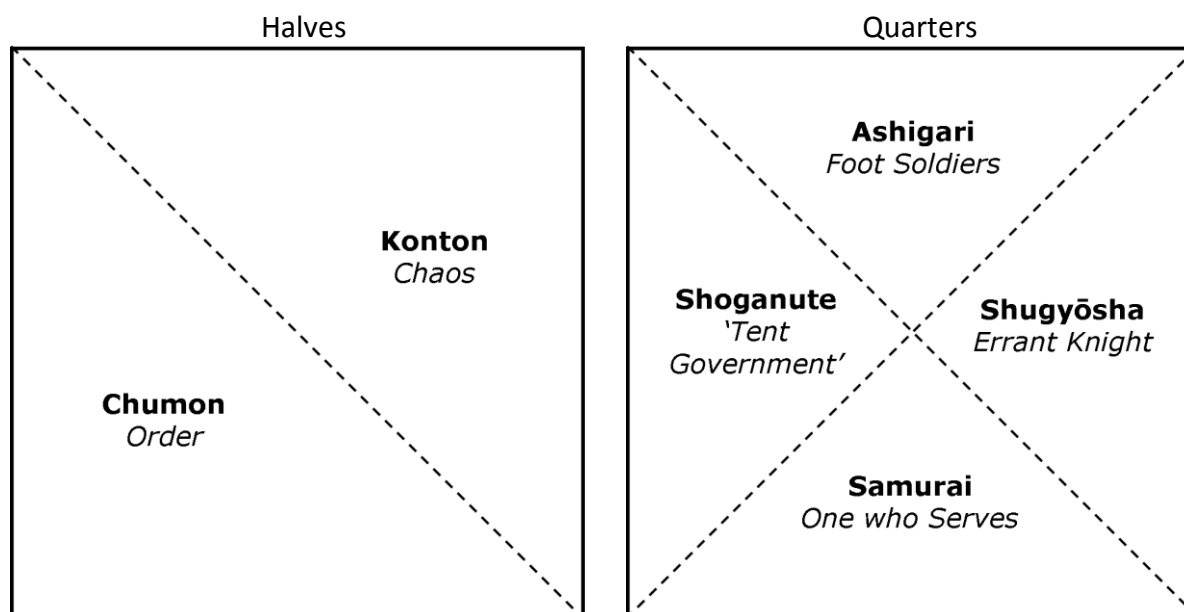 Halves
Konton
Chaos
Chumon
Order
Quarters
Ashigari
Foot Soldiers
Shoganute
‘Tent
Government’
Shugyōsha
Errant Knight
Samurai
One who Serves